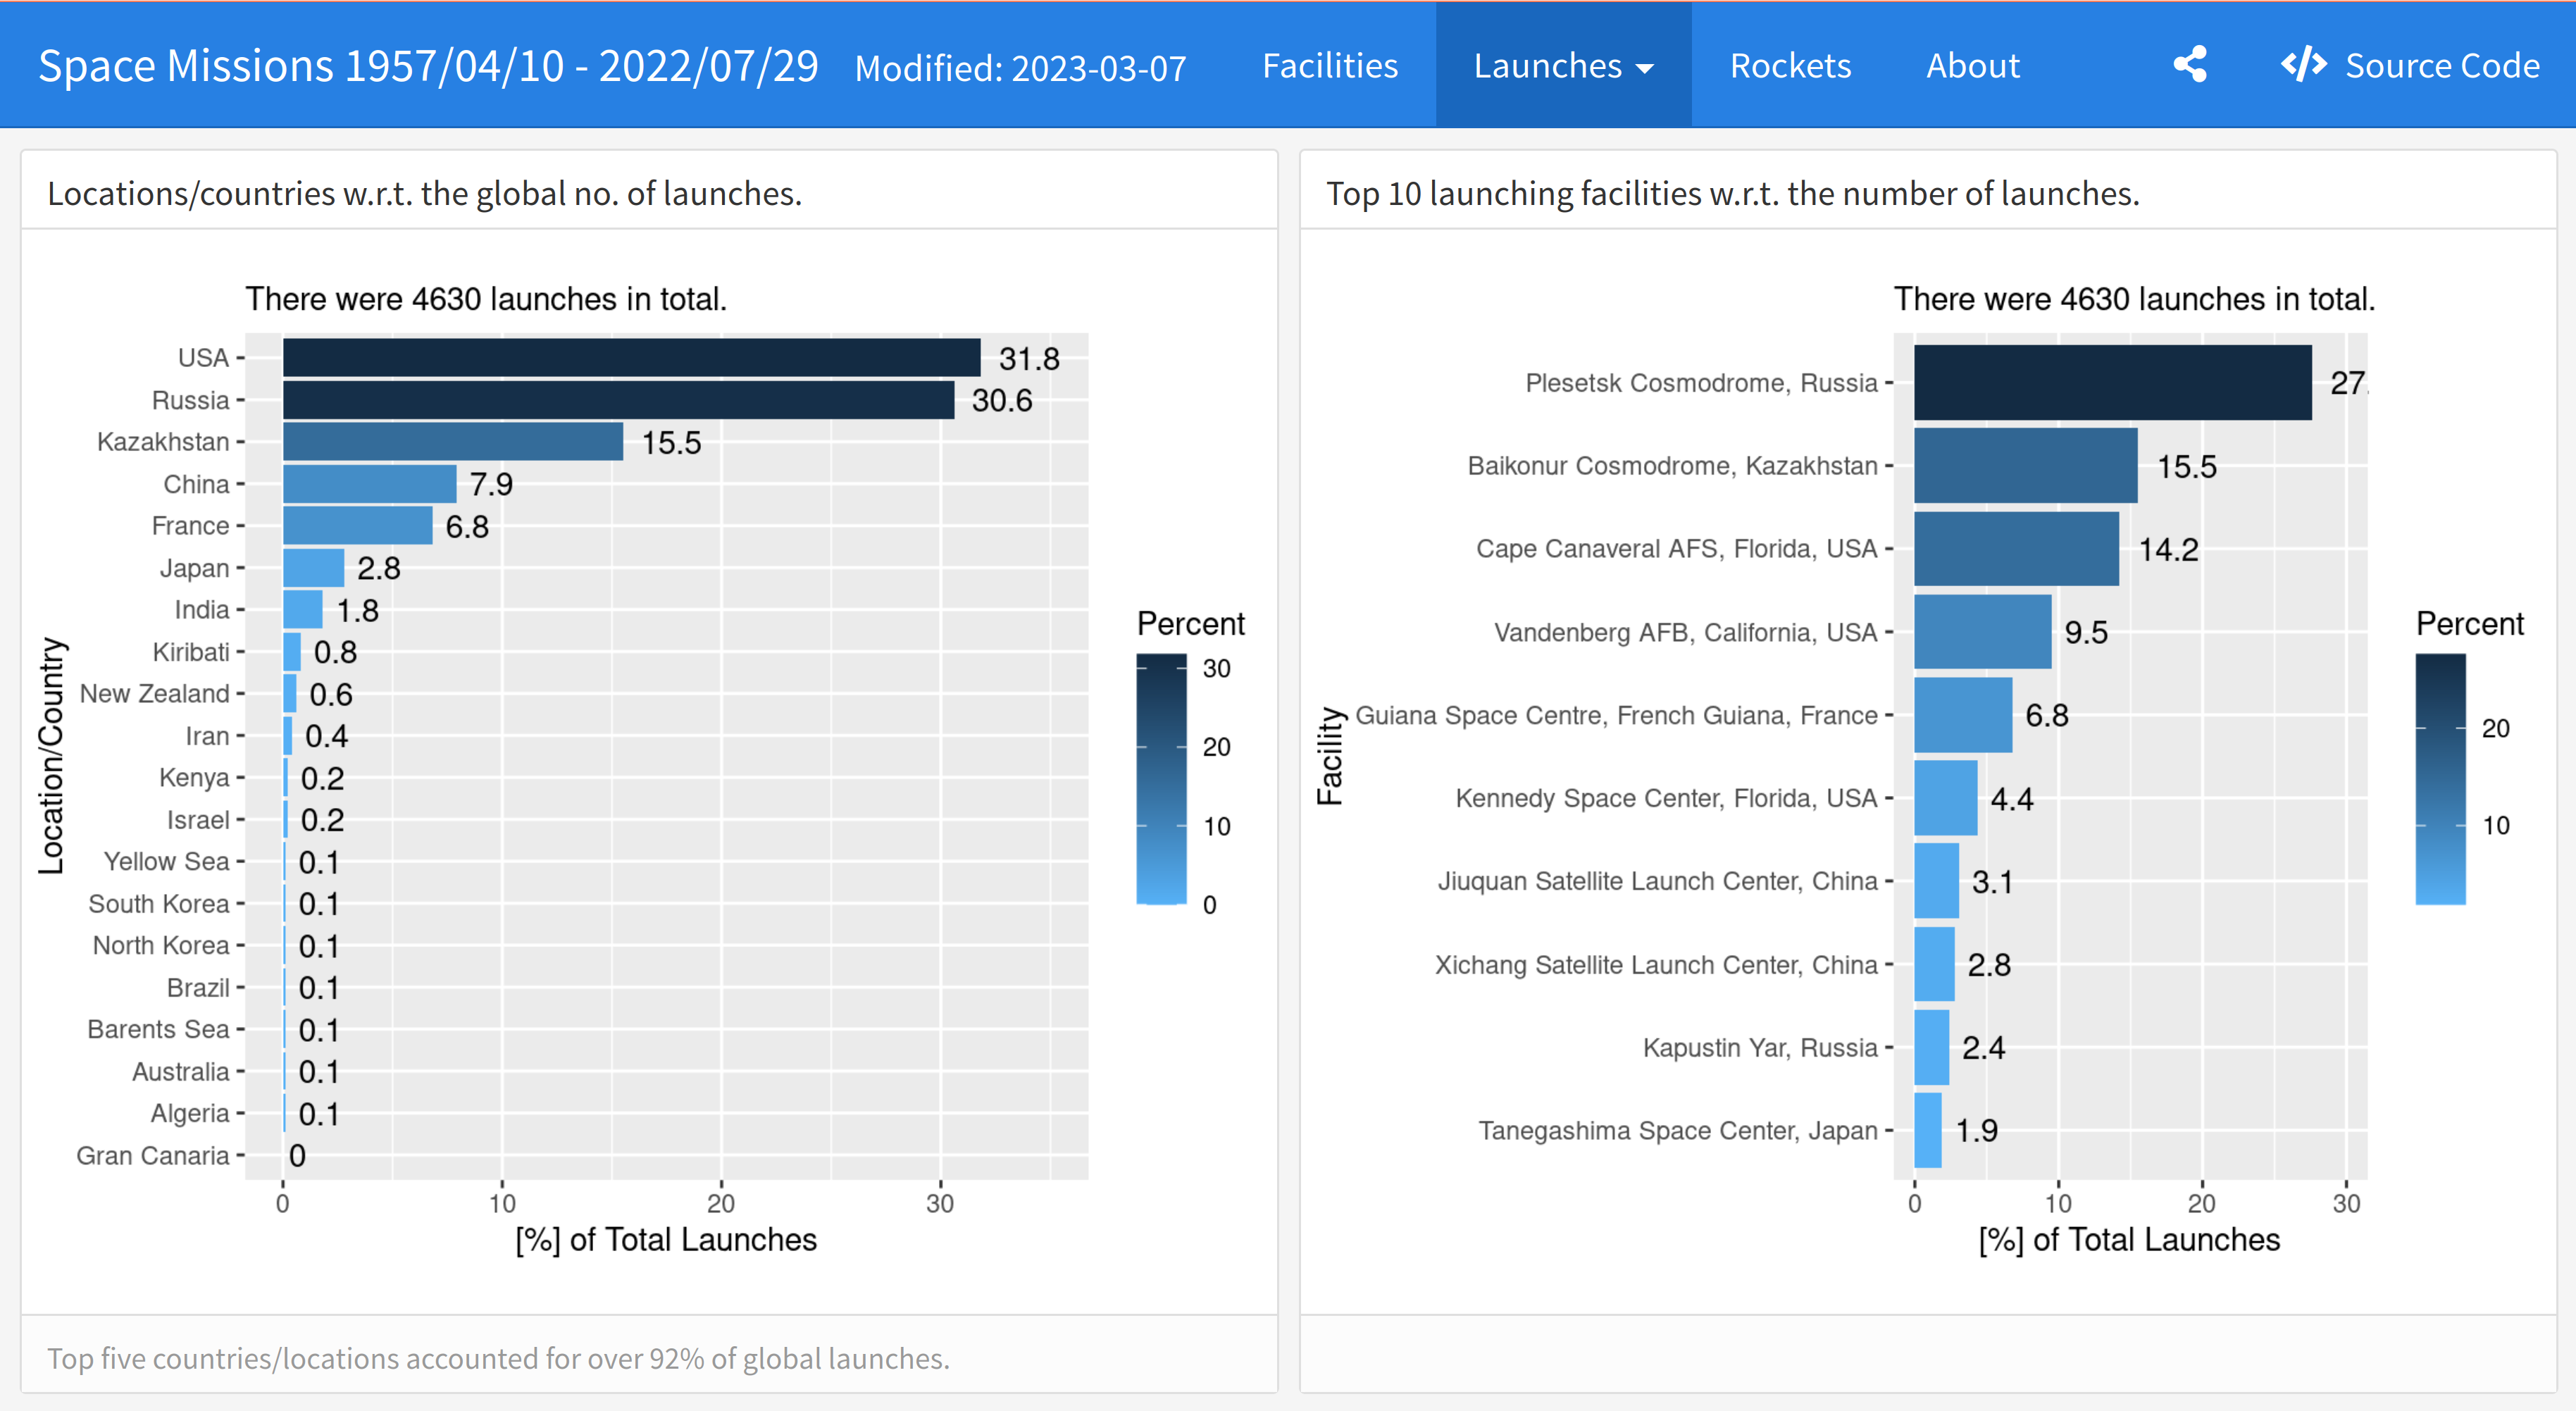 Space Missions 1957/04/10 - 2022/07/29 Modified: 2023-03-07 Facilities Launches Rockets About Source Code
Locations/countries w.r.t. the global no. of launches.
There were 4630 launches in total.
Location/Country
USA 31.8
Russia 30.6
Kazakhstan 15.5
China 7.9
France 6.8
Japan 2.8
India 1.8
Kiribati 0.8
New Zealand 0.6
Iran 0.4
Kenya 0.2
Israel 0.2
Yellow Sea 0.1
South Korea 0.1
North Korea 0.1
Brazil 0.1
Barents Sea 0.1
Australia 0.1
Algeria 0.1
Gran Canaria 0
0 10 20 30
[%] of Total Launches
Percent
30
20
10
0
Top five countries/locations accounted for over 92% of global launches.
Top 10 launching facilities w.r.t. the number of launches.
There were 4630 launches in total.
Facility
Plesetsk Cosmodrome, Russia 27.
Baikonur Cosmodrome, Kazakhstan 15.5
Cape Canaveral AFS, Florida, USA 14.2
Vandenberg AFB, California, USA 9.5
Guiana Space Centre, French Guiana, France 6.8
Kennedy Space Center, Florida, USA 4.4
Jiuquan Satellite Launch Center, China 3.1
Xichang Satellite Launch Center, China 2.8
Kapustin Yar, Russia 2.4
Tanegashima Space Center, Japan 1.9
0 10 20 30
[%] of Total Launches
Percent
20
10